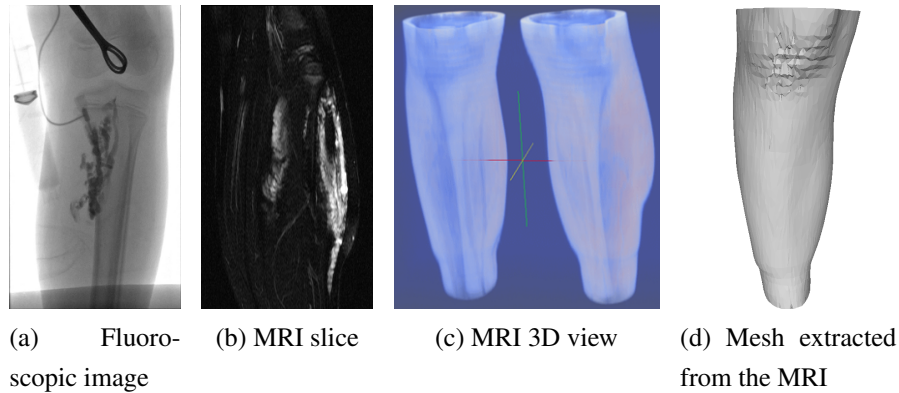 (a) Fluoro-
scopic image
(b) MRI slice
(c) MRI 3D view
(d) Mesh extracted
from the MRI